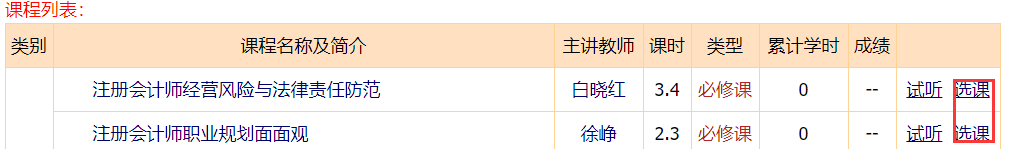 课程列表:
类别 课程名称及简介 主讲教师 课时 类型 累计学时 成绩
注册会计师经营风险与法律责任防范 白晓红 3.4 必修课 0 -- 试听 选课
注册会计师职业规划面面观 徐峥 2.3 必修课 0 -- 试听 选课